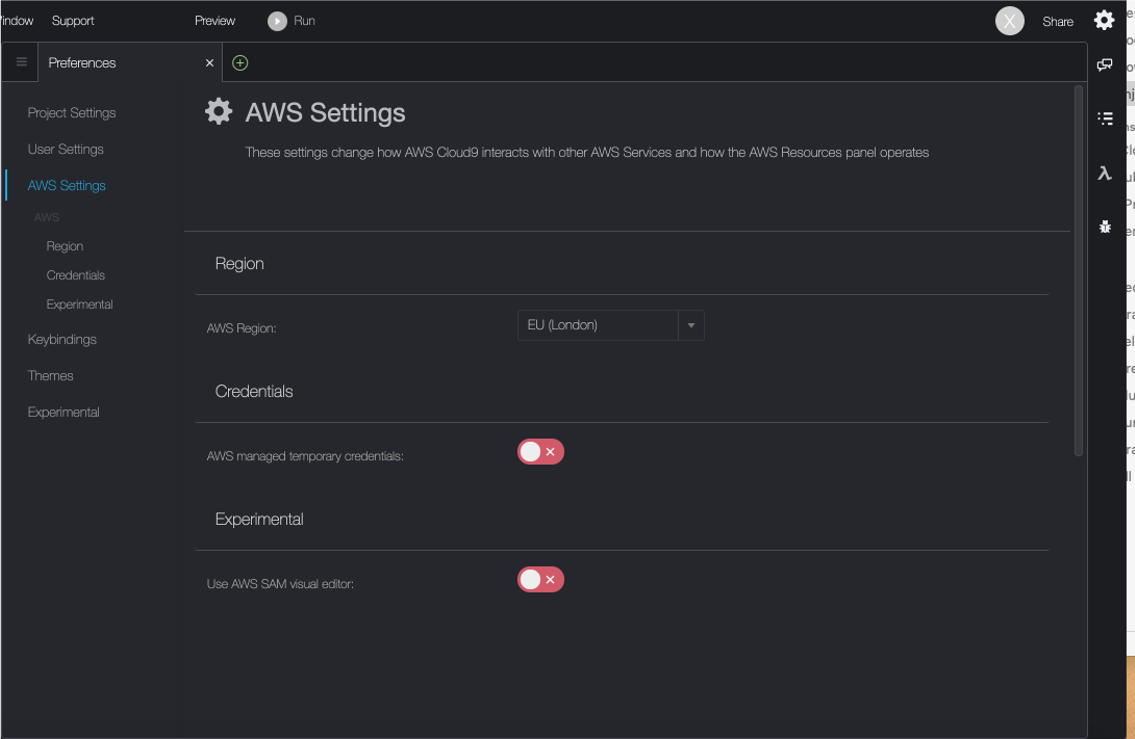 Support
Preview
Run
X
Share
Preferences
Project Settings
AWS Settings
These settings change how AWS Cloud9 interacts with other AWS Services and how the AWS Resources panel operates
User Settings
AWS Settings
AWS
Region
Credentials
Experimental
Keybindings
Themes
Experimental
Region
AWS Region:
EU (London)
Credentials
AWS managed temporary credentials:
Experimental
Use AWS SAM visual editor: